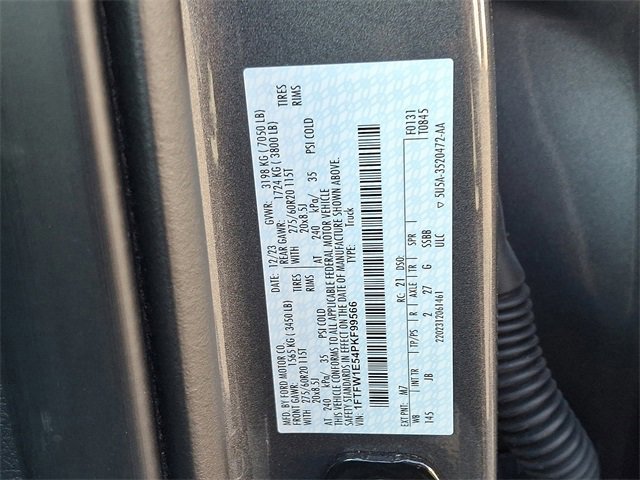 MFD. BY FORD MOTOR CO. DATE: 12/23 GVWR: 3198 KG ( 7050 LB)
FRONT GAWR: 1565 KG ( 3450 LB) REAR GAWR: 1724 KG ( 3800 LB)
WITH 275/60R20 115T TIRES WITH 275/60R20 115T TIRES
20x8.5J RIMS 20x8.5J RIMS
AT 240 kPa/ 35 PSI COLD AT 240 kPa/ 35 PSI COLD
THIS VEHICLE CONFORMS TO ALL APPLICABLE FEDERAL MOTOR VEHICLE
SAFETY STANDARDS IN EFFECT ON THE DATE OF MANUFACTURE SHOWN ABOVE.
VIN: 1FTFW1E54PKF99566 TYPE: Truck
F0131
T0845
EXT PNT: M7 RC: 21 DSO:
WB INT TR TP/PS R AXLE TR SPR
145 JB 2 27 G SSBB
2202312061461 ULC ▽ 5U5A-3520472-AA